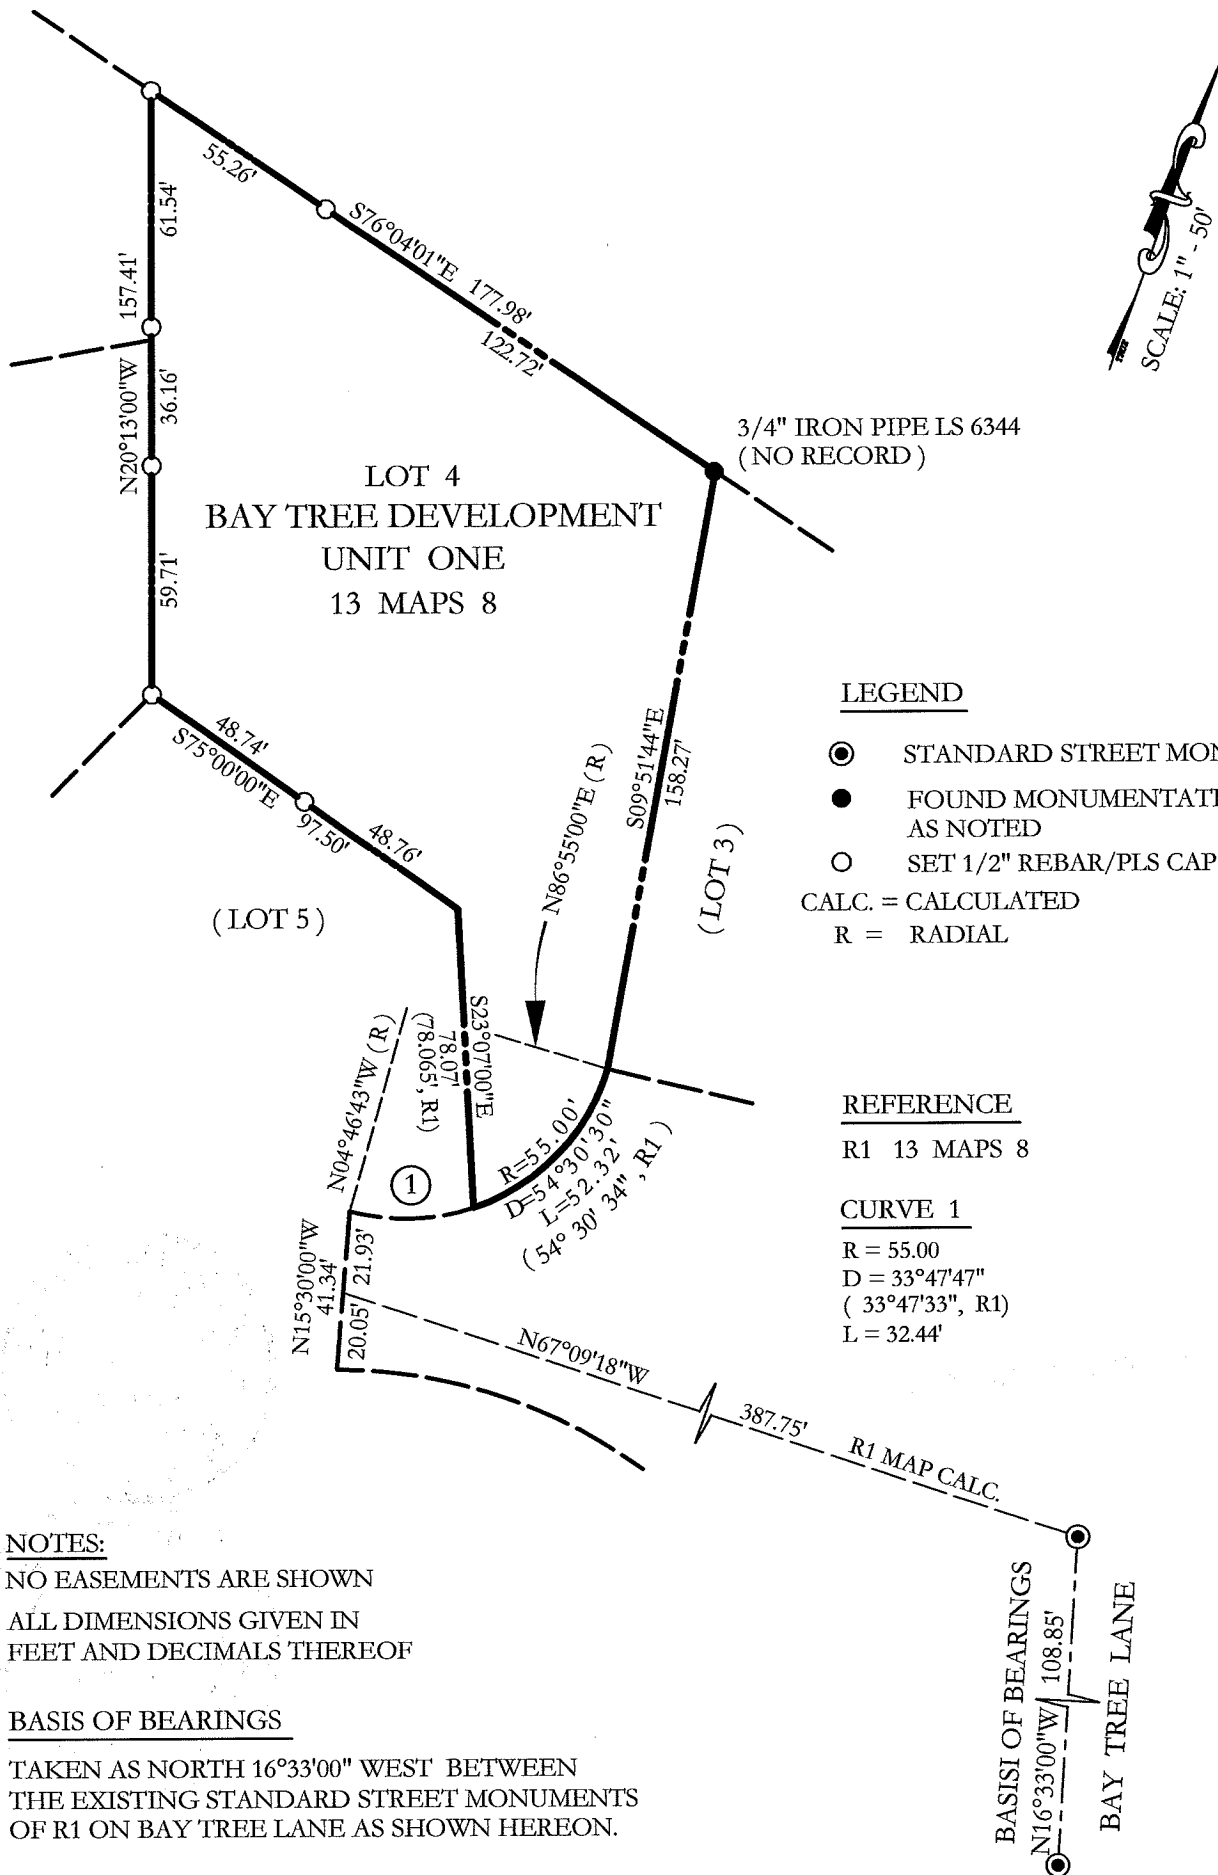 55.26'
S76°04'01"E 177.98'
122.72'
61.54'
157.41'
N20°13'00"W
36.16'
59.71'
SCALE: 1" - 50'
3/4" IRON PIPE LS 6344
( NO RECORD )
LOT 4
BAY TREE DEVELOPMENT
UNIT ONE
13 MAPS 8
48.74'
S75°00'00"E
97.50'
48.76'
( LOT 5 )
N86°55'00"E ( R )
S09°51'44"E
158.27'
( LOT 3 )
LEGEND
STANDARD STREET MON
FOUND MONUMENTATI
AS NOTED
SET 1/2" REBAR/PLS CAP
CALC. = CALCULATED
R = RADIAL
N04°46'43"W ( R )
S23°07'00"E
78.07'
(78.065', R1)
1
R=55.00'
D=54°30'30"
L=52.32'
( 54° 30' 34" , R1 )
N15°30'00"W
41.34'
21.93'
20.05'
REFERENCE
R1 13 MAPS 8
CURVE 1
R = 55.00
D = 33°47'47"
( 33°47'33", R1)
L = 32.44'
N67°09'18"W
387.75'
R1 MAP CALC.
NOTES:
NO EASEMENTS ARE SHOWN
ALL DIMENSIONS GIVEN IN
FEET AND DECIMALS THEREOF
BASIS OF BEARINGS
TAKEN AS NORTH 16°33'00" WEST BETWEEN
THE EXISTING STANDARD STREET MONUMENTS
OF R1 ON BAY TREE LANE AS SHOWN HEREON.
BASISI OF BEARINGS
N16°33'00"W 108.85'
BAY TREE LANE